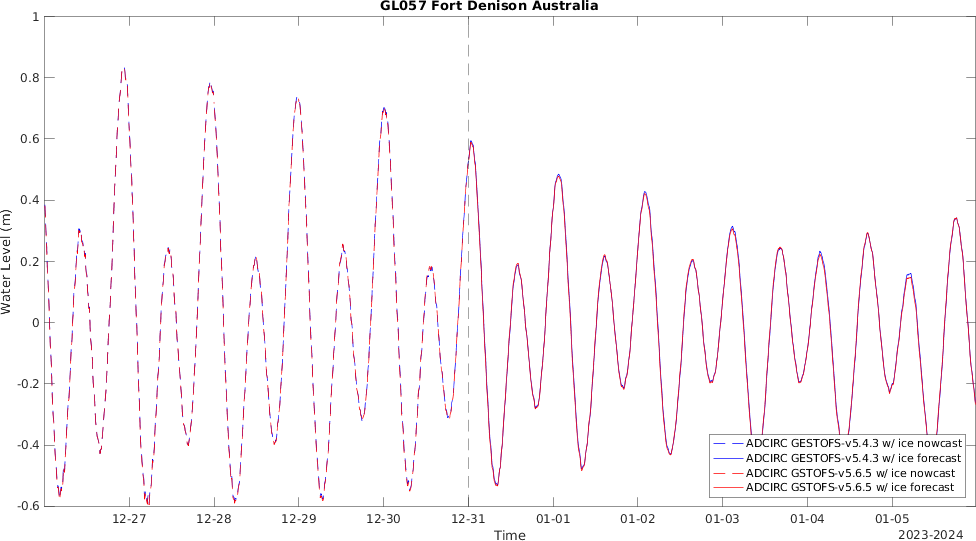 GL057 Fort Denison Australia
1
0.8
0.6
0.4
0.2
0
-0.2
-0.4
-0.6
Water Level (m)
12-27 12-28 12-29 12-30 12-31 01-01 01-02 01-03 01-04 01-05
Time
2023-2024
ADCIRC GESTOFS-v5.4.3 w/ ice nowcast
ADCIRC GESTOFS-v5.4.3 w/ ice forecast
ADCIRC GSTOFS-v5.6.5 w/ ice nowcast
ADCIRC GSTOFS-v5.6.5 w/ ice forecast